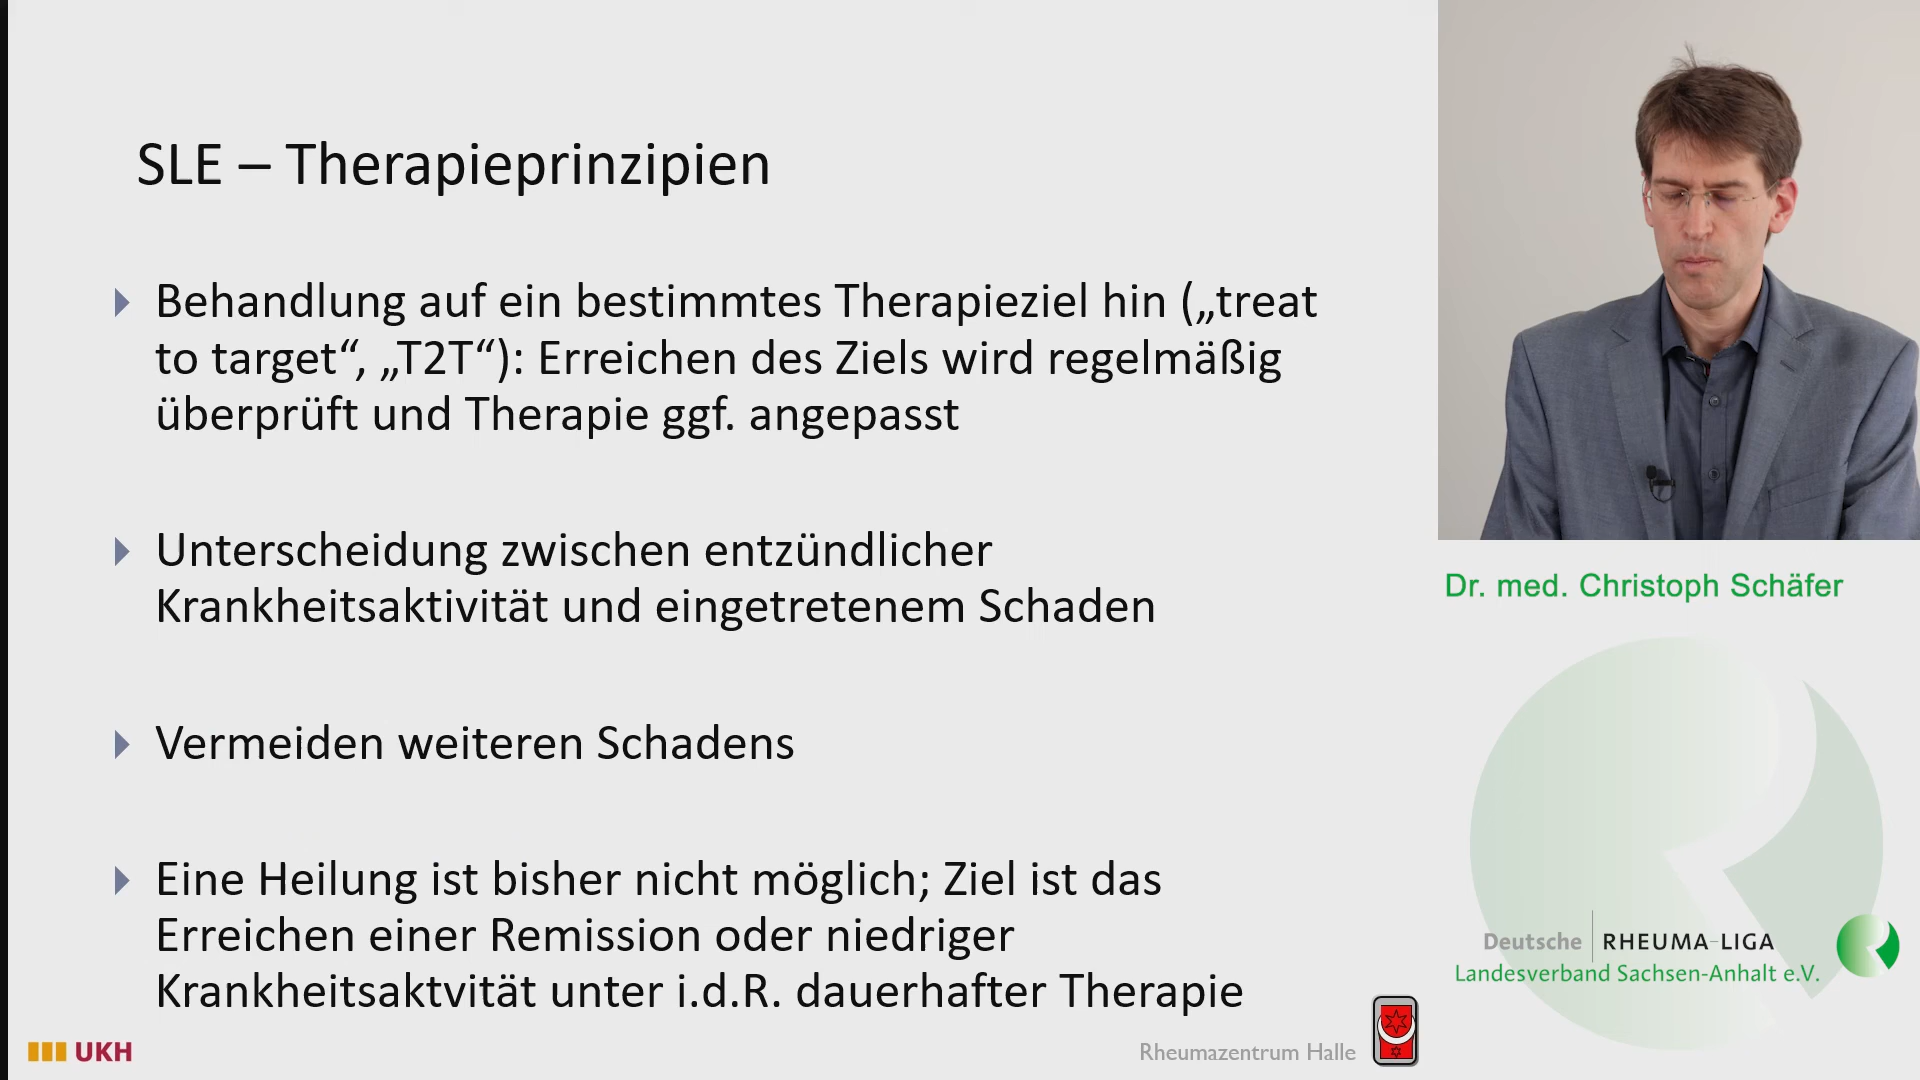 SLE – Therapieprinzipien
Behandlung auf ein bestimmtes Therapieziel hin („treat
to target“, „T2T“): Erreichen des Ziels wird regelmäßig
überprüft und Therapie ggf. angepasst
Unterscheidung zwischen entzündlicher
Krankheitsaktivität und eingetretenem Schaden
Vermeiden weiteren Schadens
Eine Heilung ist bisher nicht möglich; Ziel ist das
Erreichen einer Remission oder niedriger
Krankheitsaktvität unter i.d.R. dauerhafter Therapie
UKH
Rheumazentrum Halle
Dr. med. Christoph Schäfer
Deutsche RHEUMA-LIGA
Landesverband Sachsen-Anhalt e.V.